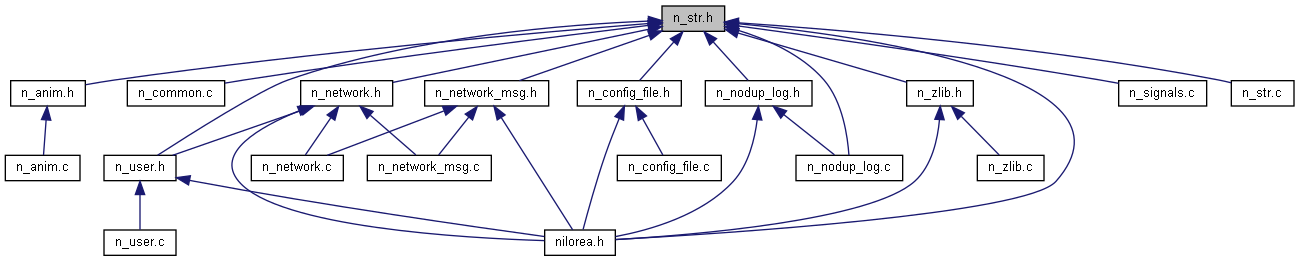 n_str.h
n_anim.h
n_common.c
n_network.h
n_network_msg.h
n_config_file.h
n_nodup_log.h
n_zlib.h
n_signals.c
n_str.c
n_anim.c
n_user.h
n_network.c
n_network_msg.c
n_config_file.c
n_nodup_log.c
n_zlib.c
n_user.c
nilorea.h